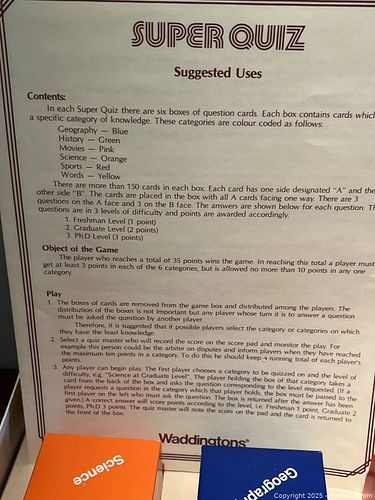 SUPER QUIZ
Suggested Uses
Contents:
In each Super Quiz there are six boxes of question cards. Each box contains cards which
a specific category of knowledge. These categories are colour coded as follows:
Geography — Blue
History — Green
Movies — Pink
Science — Orange
Sports — Red
Words — Yellow
There are more than 150 cards in each box. Each card has one side designated "A" and the
other side "B". The cards are placed in the box with all A cards facing one way. There are 3
questions on the A face and 3 on the B face. The answers are shown below for each question. Th
questions are in 3 levels of difficulty and points are awarded accordingly.
1. Freshman Level (1 point)
2. Graduate Level (2 points)
3. Ph.D Level (3 points)
Object of the Game
The player who reaches a total of 35 points wins the game. In reaching this total a player must
get at least 3 points in each of the 6 categories, but is allowed no more than 10 points in any one
category.
Play
1. The boxes of cards are removed from the game box and distributed among the players. The
distribution of the boxes is not important but any player whose turn it is to answer a question
must be asked the question by another player.
Therefore, it is suggested that if possible players select the category or categories on which
they have the least knowledge.
2. Select a quiz master who will record the score on the score pad and monitor the play. For
example this person could be the arbiter on disputes and inform players when they have reached
the maximum ten points in a category. To do this he should keep a running total of each player's
points.
3. Any player can begin play. The first player chooses a category to be quizzed on and the level of
difficulty, e.g. "Science at Graduate Level". The player holding the box of that category takes a
card from the back of the box and asks the question corresponding to the level requested. (If a
player requests a question in the category which that player holds, the box must be passed to the
first player on the left who must ask the question. The box is returned after the answer has been
given.) A correct answer will score points according to level, i.e. Freshman 1 point, Graduate 2
points, Ph.D 3 points. The quiz master will note the score on the pad and the card is returned to
the front of the box.
Waddingtons®
Science
Geograph
Copyright 2025